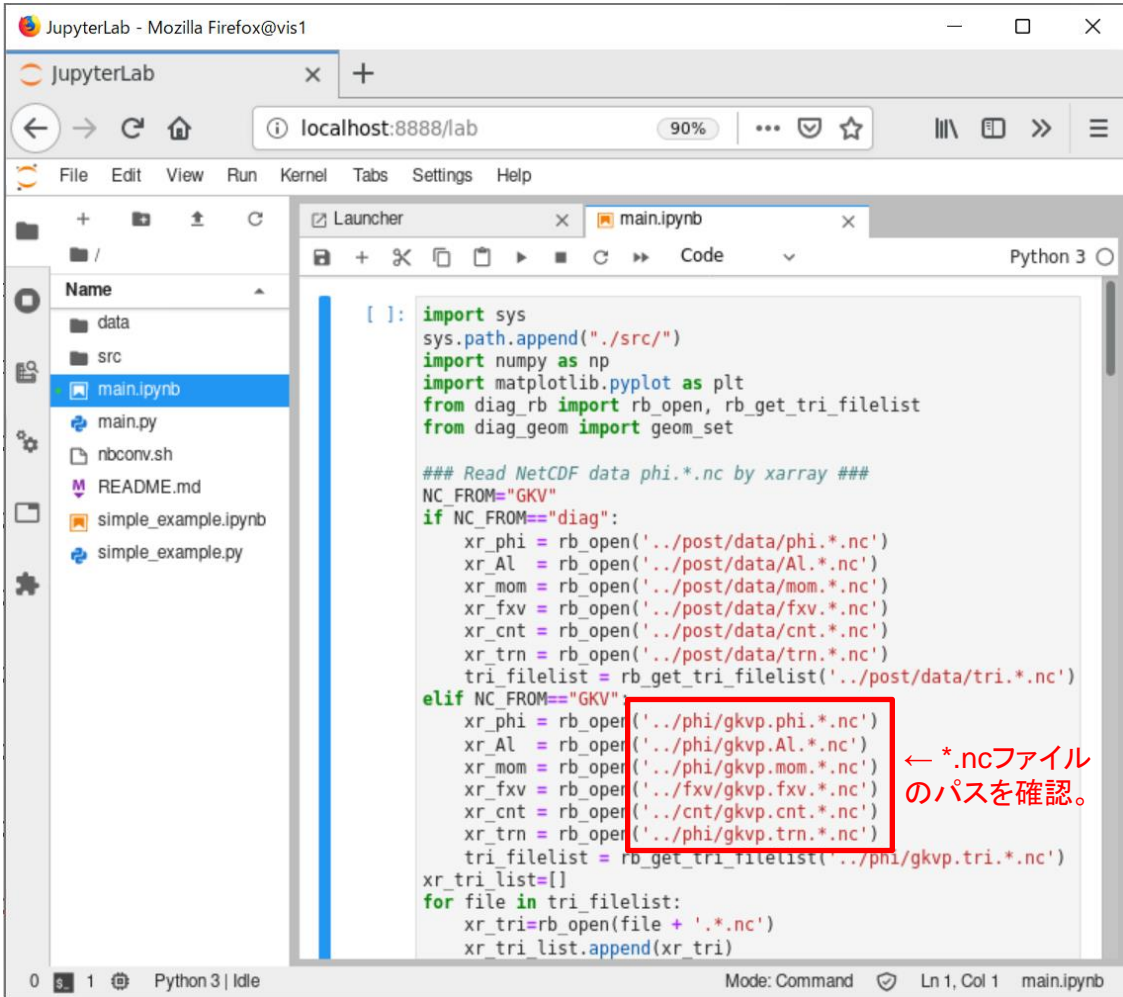 JupyterLab - Mozilla Firefox@vis1
JupyterLab
localhost:8888/lab
90%
File Edit View Run Kernel Tabs Settings Help
Launcher
main.ipynb
/
Code
Python 3
Name
data
src
main.ipynb
main.py
nbconv.sh
README.md
simple_example.ipynb
simple_example.py
[ ]:
import sys
sys.path.append("./src/")
import numpy as np
import matplotlib.pyplot as plt
from diag_rb import rb_open, rb_get_tri_filelist
from diag_geom import geom_set
### Read NetCDF data phi.*.nc by xarray ###
NC_FROM="GKV"
if NC_FROM=="diag":
    xr_phi = rb_open('../post/data/phi.*.nc')
    xr_Al  = rb_open('../post/data/Al.*.nc')
    xr_mom = rb_open('../post/data/mom.*.nc')
    xr_fxv = rb_open('../post/data/fxv.*.nc')
    xr_cnt = rb_open('../post/data/cnt.*.nc')
    xr_trn = rb_open('../post/data/trn.*.nc')
    tri_filelist = rb_get_tri_filelist('../post/data/tri.*.nc')
elif NC_FROM=="GKV":
    xr_phi = rb_open('../phi/gkvp.phi.*.nc')
    xr_Al  = rb_open('../phi/gkvp.Al.*.nc')
    xr_mom = rb_open('../phi/gkvp.mom.*.nc')
    xr_fxv = rb_open('../fxv/gkvp.fxv.*.nc')
    xr_cnt = rb_open('../cnt/gkvp.cnt.*.nc')
    xr_trn = rb_open('../phi/gkvp.trn.*.nc')
    tri_filelist = rb_get_tri_filelist('../phi/gkvp.tri.*.nc')
xr_tri_list=[]
for file in tri_filelist:
    xr_tri=rb_open(file + '.*.nc')
    xr_tri_list.append(xr_tri)
← *.ncファイル
のパスを確認。
0 1 Python 3 | Idle
Mode: Command Ln 1, Col 1 main.ipynb